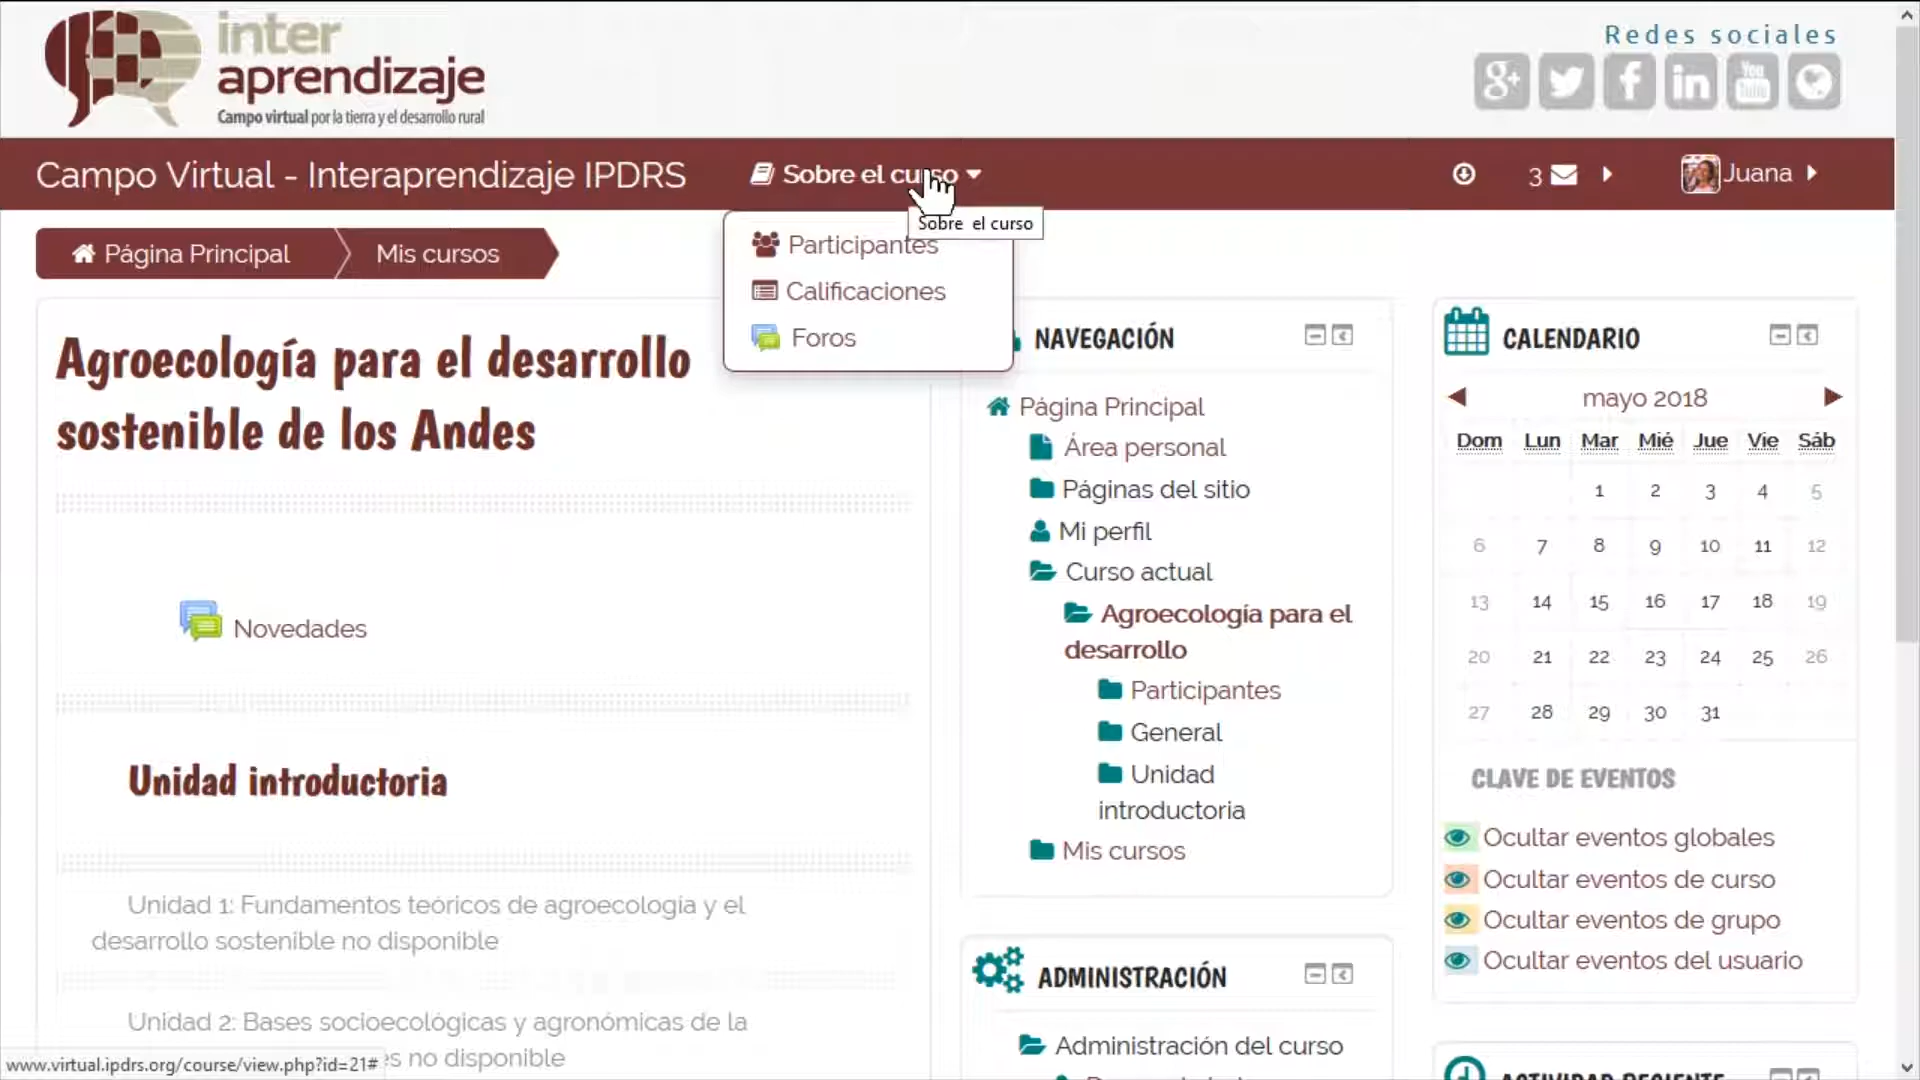 inter
aprendizaje
Campo virtual por la tierra y el desarrollo rural
Redes sociales
g+
in
You
Tube
Campo Virtual - Interaprendizaje IPDRS
Sobre el curso
3
Juana
Sobre el curso
Participantes
Calificaciones
Foros
Página Principal
Mis cursos
Agroecología para el desarrollo
sostenible de los Andes
Novedades
Unidad introductoria
Unidad 1: Fundamentos teóricos de agroecología y el
desarrollo sostenible no disponible
Unidad 2: Bases socioecológicas y agronómicas de la
s no disponible
www.virtual.ipdrs.org/course/view.php?id=21#
NAVEGACIÓN
Página Principal
Área personal
Páginas del sitio
Mi perfil
Curso actual
Agroecología para el
desarrollo
Participantes
General
Unidad
introductoria
Mis cursos
ADMINISTRACIÓN
Administración del curso
CALENDARIO
mayo 2018
Dom Lun Mar Mié Jue Vie Sáb
1 2 3 4 5
6 7 8 9 10 11 12
13 14 15 16 17 18 19
20 21 22 23 24 25 26
27 28 29 30 31
CLAVE DE EVENTOS
Ocultar eventos globales
Ocultar eventos de curso
Ocultar eventos de grupo
Ocultar eventos del usuario
ACTIVIDAD RECIENTE